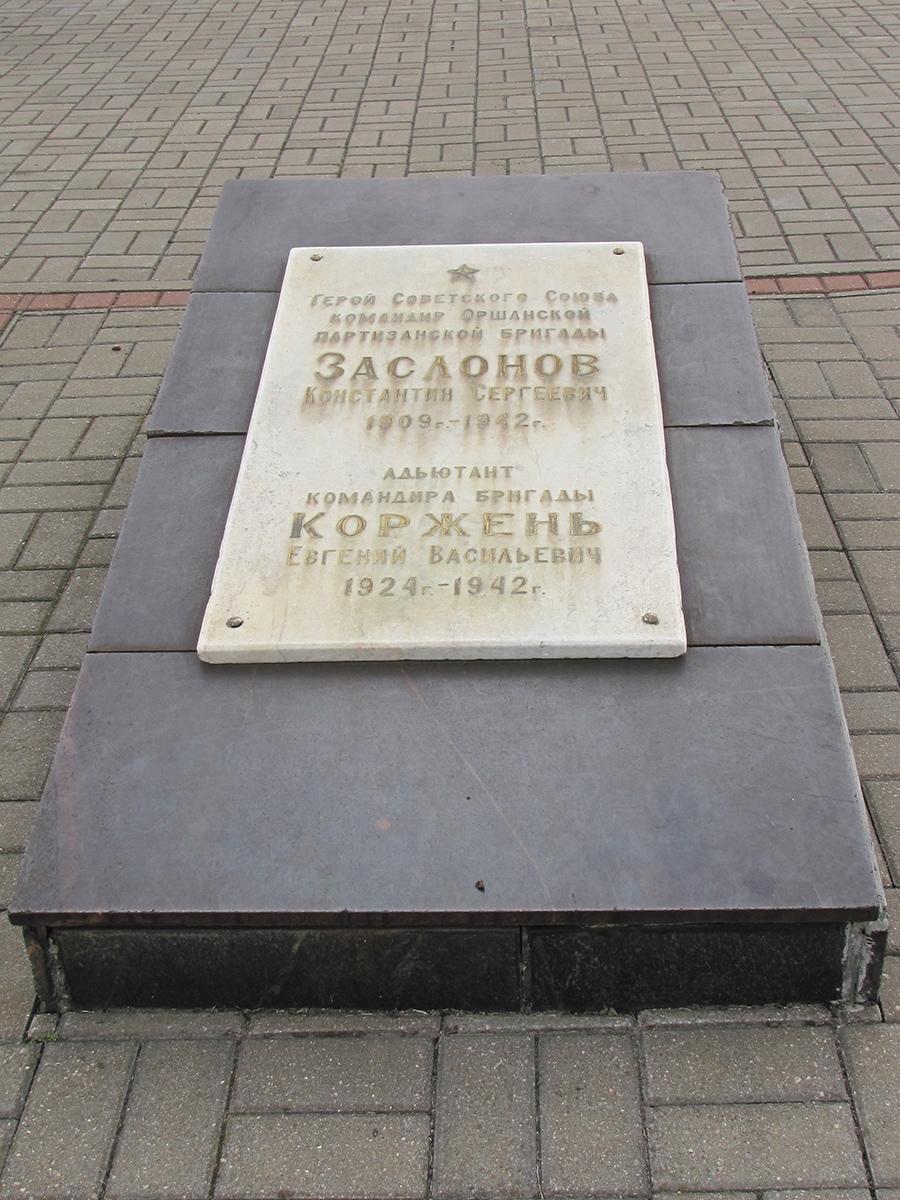 Герой Советского Союза
командир Оршанской
партизанской бригады
Заслонов
Константин Сергеевич
1909г.-1942г.
адьютант
командира бригады
Коржень
Евгений Васильевич
1924г.-1942г.